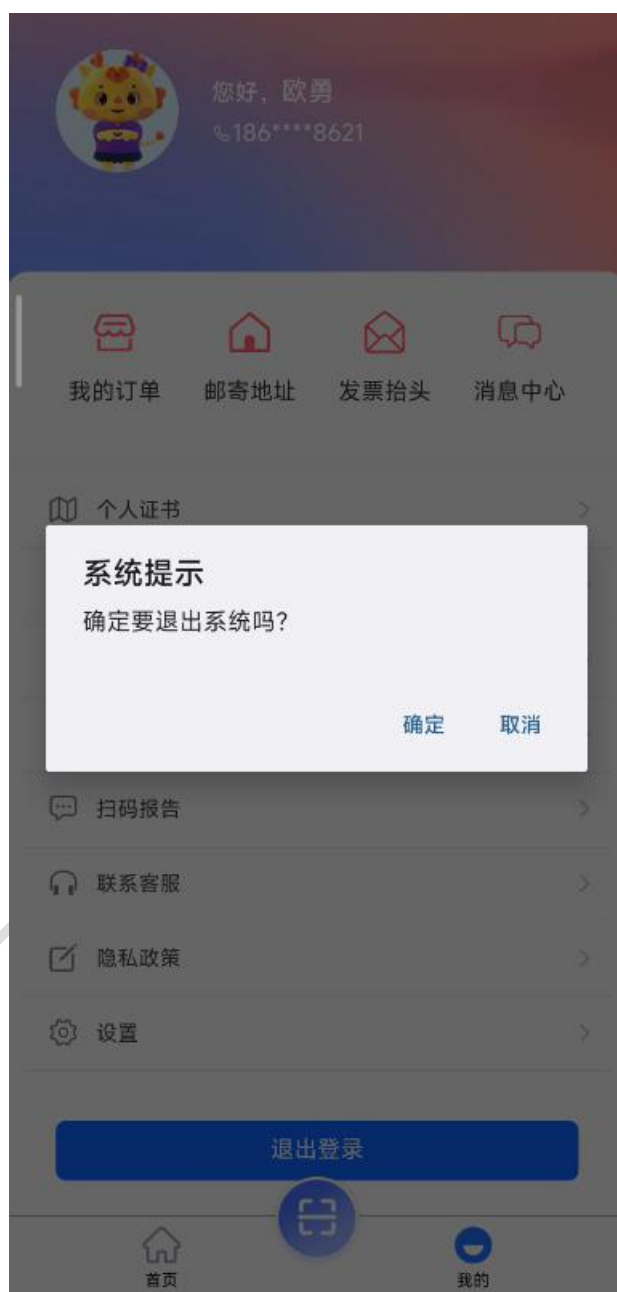 您好，欧勇
186****8621
我的订单 邮寄地址 发票抬头 消息中心
个人证书
系统提示
确定要退出系统吗?
确定 取消
扫码报告
联系客服
隐私政策
设置
退出登录
首页 我的